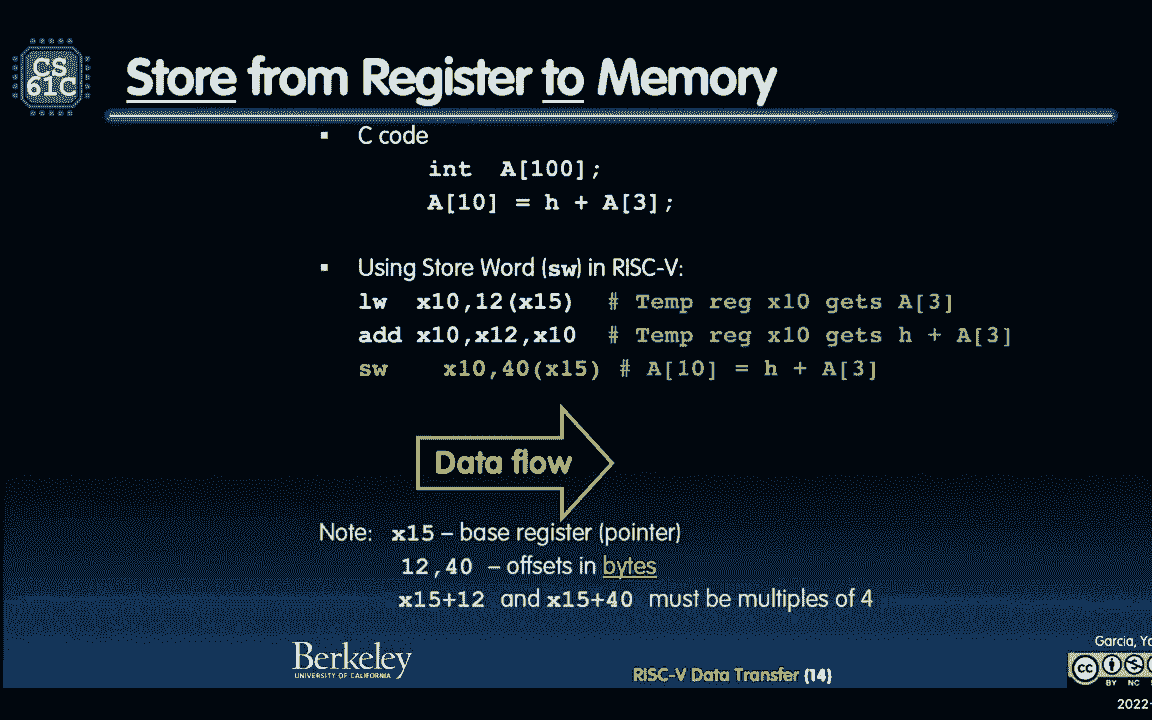 CS
61C
Store from Register to Memory
▪ C code
int A[100];
A[10] = h + A[3];
▪ Using Store Word (sw) in RISC-V:
lw x10,12(x15) # Temp reg x10 gets A[3]
add x10,x12,x10 # Temp reg x10 gets h + A[3]
sw x10,40(x15) # A[10] = h + A[3]
Data flow
Note: x15 – base register (pointer)
12,40 – offsets in bytes
x15+12 and x15+40 must be multiples of 4
Berkeley
UNIVERSITY OF CALIFORNIA
RISC-V Data Transfer (14)
Garcia,
cc
BY NC
2022-